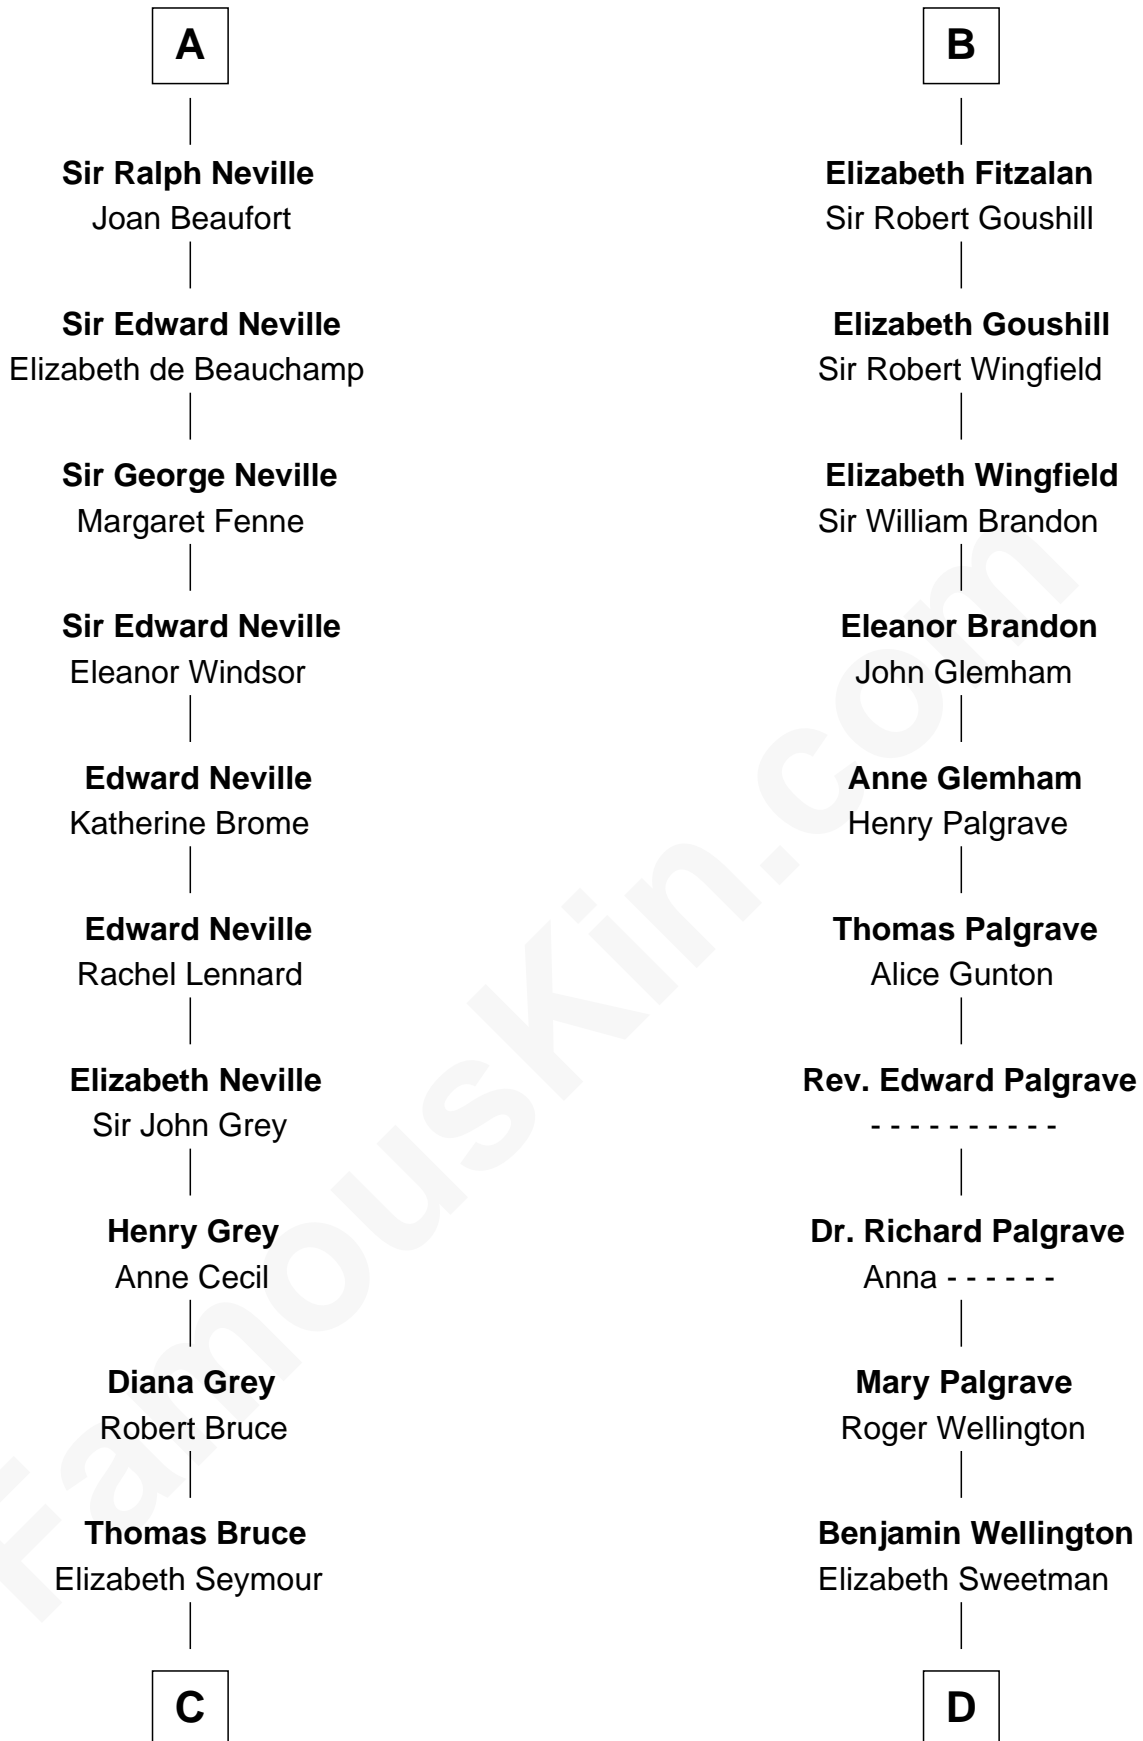 A
Sir Ralph Neville
Joan Beaufort
Sir Edward Neville
Elizabeth de Beauchamp
Sir George Neville
Margaret Fenne
Sir Edward Neville
Eleanor Windsor
Edward Neville
Katherine Brome
Edward Neville
Rachel Lennard
Elizabeth Neville
Sir John Grey
Henry Grey
Anne Cecil
Diana Grey
Robert Bruce
Thomas Bruce
Elizabeth Seymour
C
B
Elizabeth Fitzalan
Sir Robert Goushill
Elizabeth Goushill
Sir Robert Wingfield
Elizabeth Wingfield
Sir William Brandon
Eleanor Brandon
John Glemham
Anne Glemham
Henry Palgrave
Thomas Palgrave
Alice Gunton
Rev. Edward Palgrave
- - - - - - - - - -
Dr. Richard Palgrave
Anna - - - - - -
Mary Palgrave
Roger Wellington
Benjamin Wellington
Elizabeth Sweetman
D
FamousKin.com